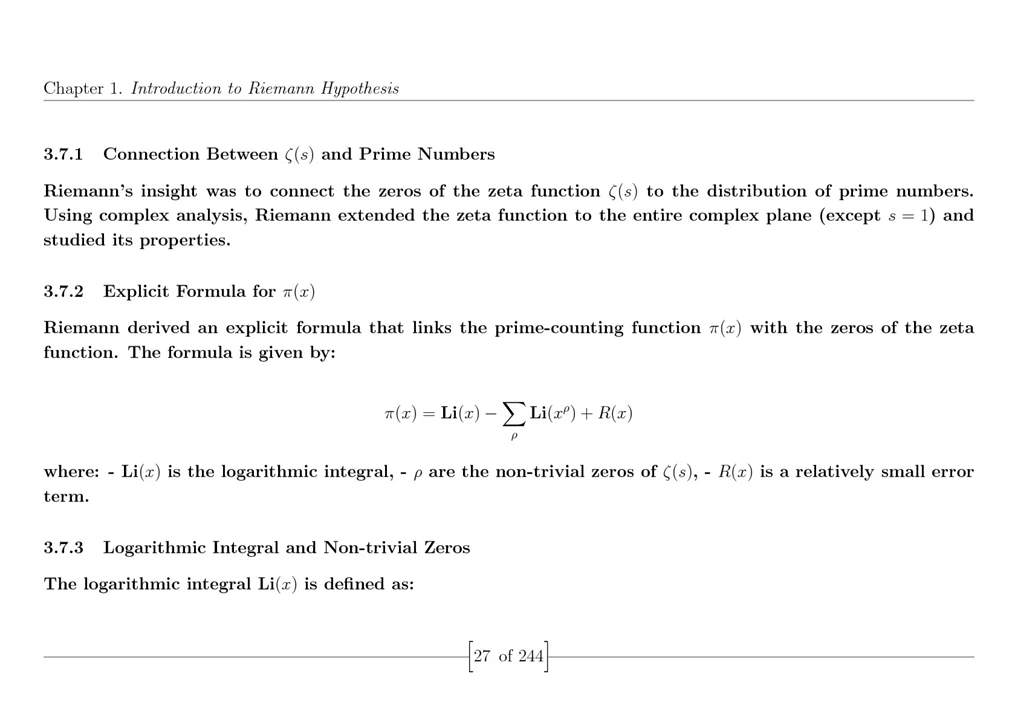 Chapter 1. Introduction to Riemann Hypothesis
3.7.1 Connection Between ζ(s) and Prime Numbers
Riemann's insight was to connect the zeros of the zeta function ζ(s) to the distribution of prime numbers.
Using complex analysis, Riemann extended the zeta function to the entire complex plane (except s = 1) and
studied its properties.
3.7.2 Explicit Formula for π(x)
Riemann derived an explicit formula that links the prime-counting function π(x) with the zeros of the zeta
function. The formula is given by:
π(x) = Li(x) − ∑ρ Li(x^ρ) + R(x)
where: - Li(x) is the logarithmic integral, - ρ are the non-trivial zeros of ζ(s), - R(x) is a relatively small error
term.
3.7.3 Logarithmic Integral and Non-trivial Zeros
The logarithmic integral Li(x) is defined as:
[27 of 244]